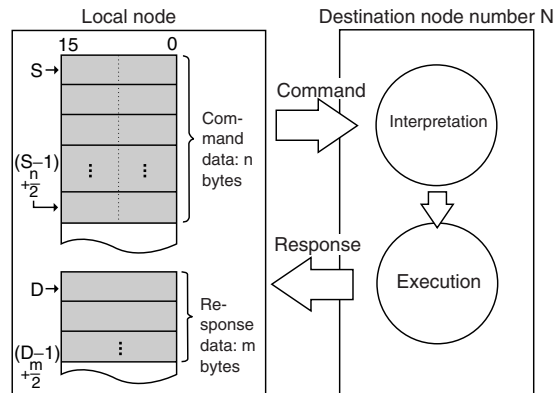 Local node
Destination node number N
15 0
S
Com-
mand
data: n
bytes
(S–1)
+n/2
Command
Interpretation
Response
Execution
D
Re-
sponse
data: m
bytes
(D–1)
+m/2